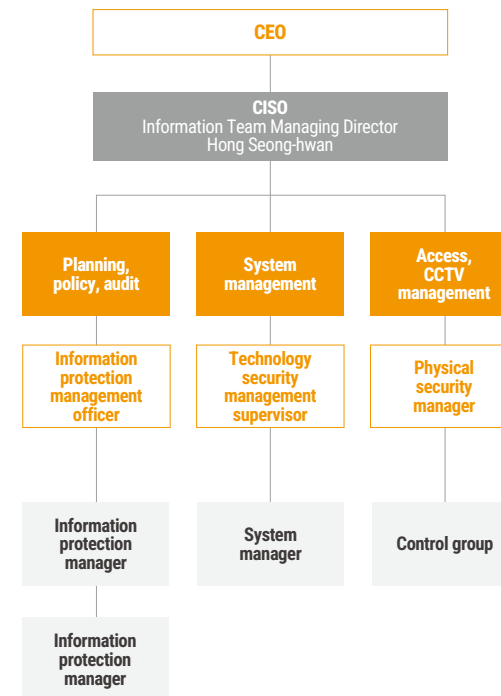 CEO
CISO
Information Team Managing Director
Hong Seong-hwan
Planning,
policy, audit
System
management
Access,
CCTV
management
Information
protection
management
officer
Technology
security
management
supervisor
Physical
security
manager
Information
protection
manager
System
manager
Control group
Information
protection
manager